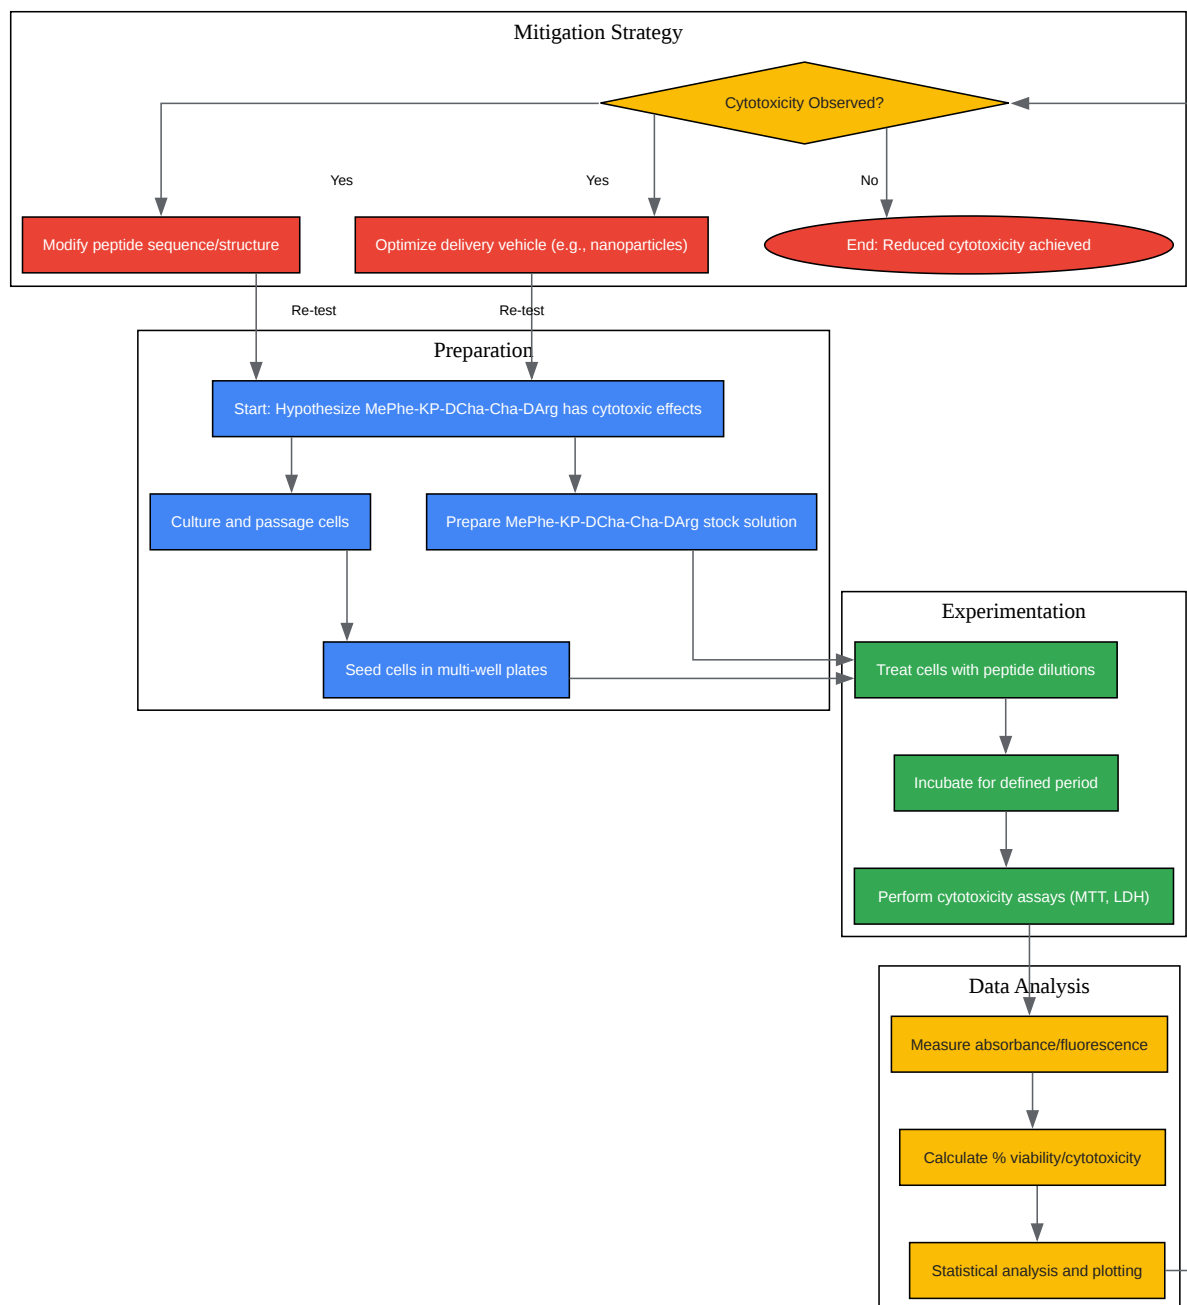 Mitigation Strategy
Cytotoxicity Observed?
Yes
Yes
No
Modify peptide sequence/structure
Optimize delivery vehicle (e.g., nanoparticles)
End: Reduced cytotoxicity achieved
Re-test
Re-test
Preparation
Start: Hypothesize MePhe-KP-DCha-Cha-DArg has cytotoxic effects
Culture and passage cells
Prepare MePhe-KP-DCha-Cha-DArg stock solution
Seed cells in multi-well plates
Experimentation
Treat cells with peptide dilutions
Incubate for defined period
Perform cytotoxicity assays (MTT, LDH)
Data Analysis
Measure absorbance/fluorescence
Calculate % viability/cytotoxicity
Statistical analysis and plotting